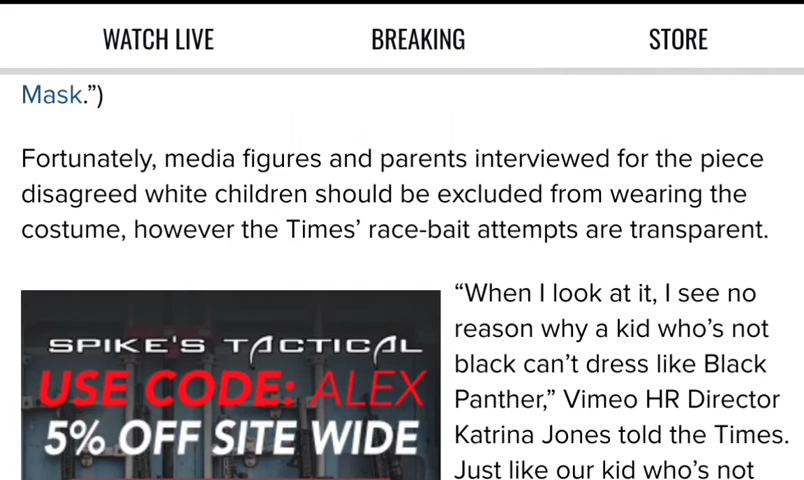 WATCH LIVE BREAKING STORE
Mask.”)
Fortunately, media figures and parents interviewed for the piece
disagreed white children should be excluded from wearing the
costume, however the Times’ race-bait attempts are transparent.
SPIKE'S TACTICAL
USE CODE: ALEX
5% OFF SITE WIDE
“When I look at it, I see no
reason why a kid who’s not
black can’t dress like Black
Panther,” Vimeo HR Director
Katrina Jones told the Times.
Just like our kid who’s not